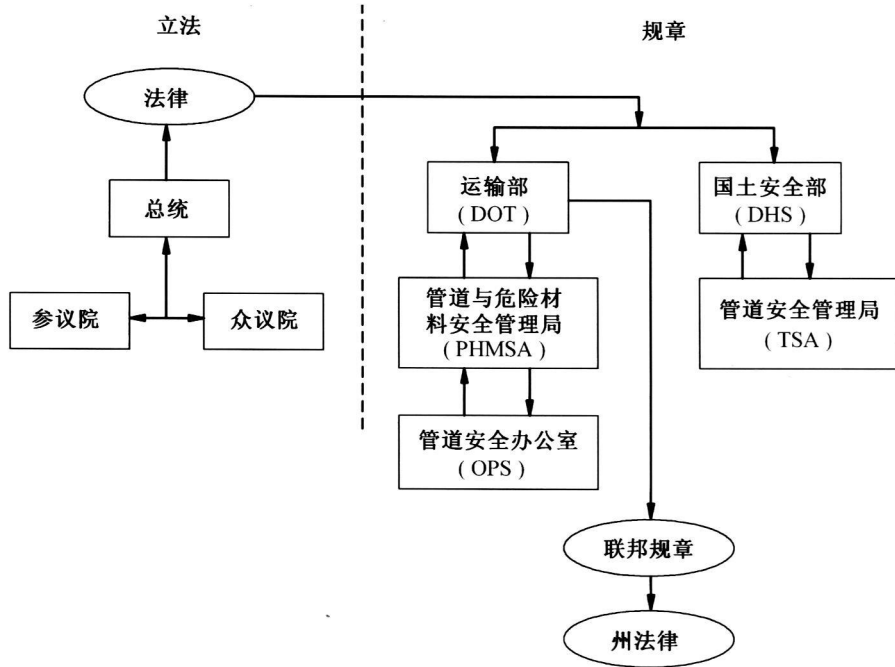 立法
规章
法律
总统
参议院
众议院
运输部
(DOT)
国土安全部
(DHS)
管道与危险材
料安全管理局
(PHMSA)
管道安全管理局
(TSA)
管道安全办公室
(OPS)
联邦规章
州法律